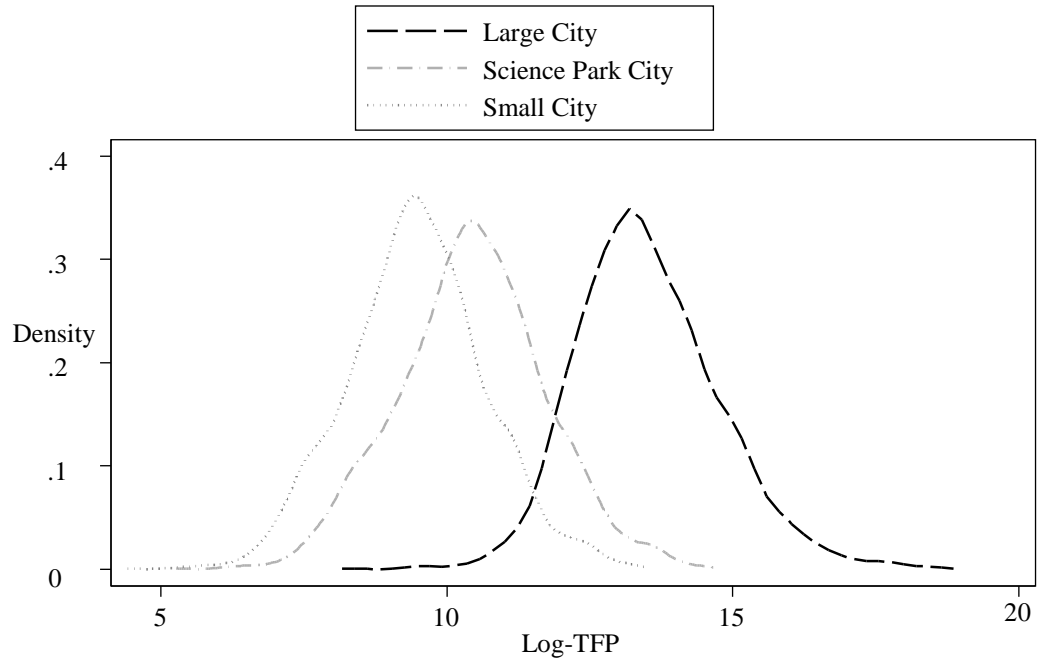 Large City
Science Park City
Small City
.4
.3
Density
.2
.1
0
5 10 15 20
Log-TFP